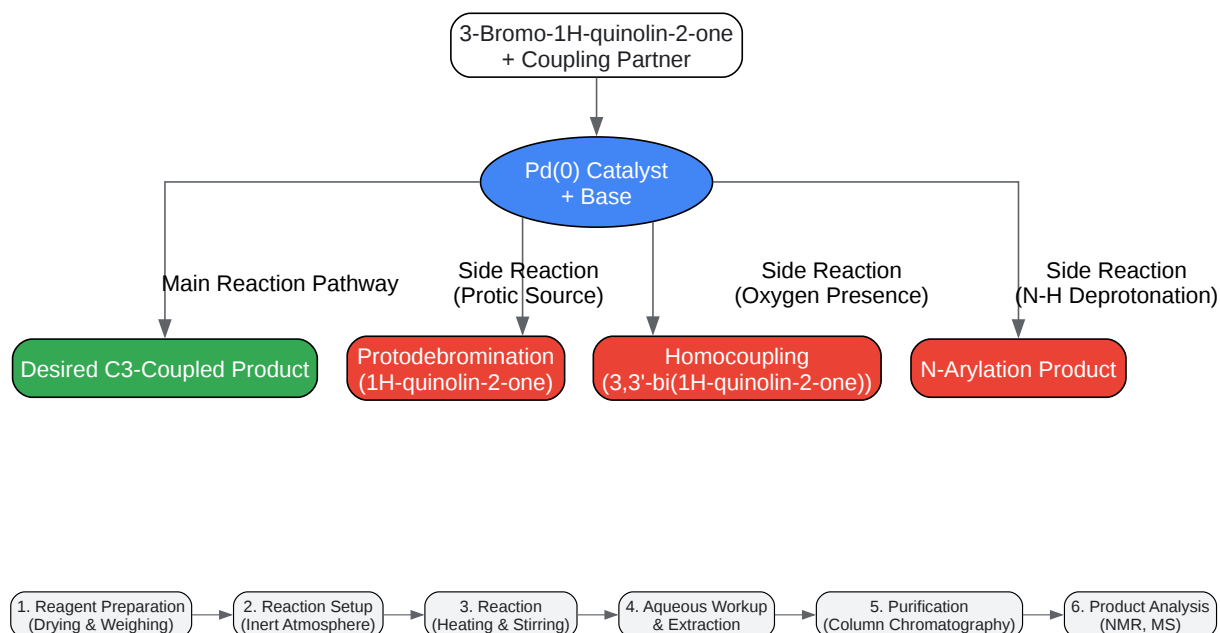 3-Bromo-1H-quinolin-2-one
+ Coupling Partner
Pd(0) Catalyst
+ Base
Main Reaction Pathway
Side Reaction
(Protic Source)
Side Reaction
(Oxygen Presence)
Side Reaction
(N-H Deprotonation)
Desired C3-Coupled Product
Protodebromination
(1H-quinolin-2-one)
Homocoupling
(3,3'-bi(1H-quinolin-2-one))
N-Arylation Product
1. Reagent Preparation
(Drying & Weighing)
2. Reaction Setup
(Inert Atmosphere)
3. Reaction
(Heating & Stirring)
4. Aqueous Workup
& Extraction
5. Purification
(Column Chromatography)
6. Product Analysis
(NMR, MS)